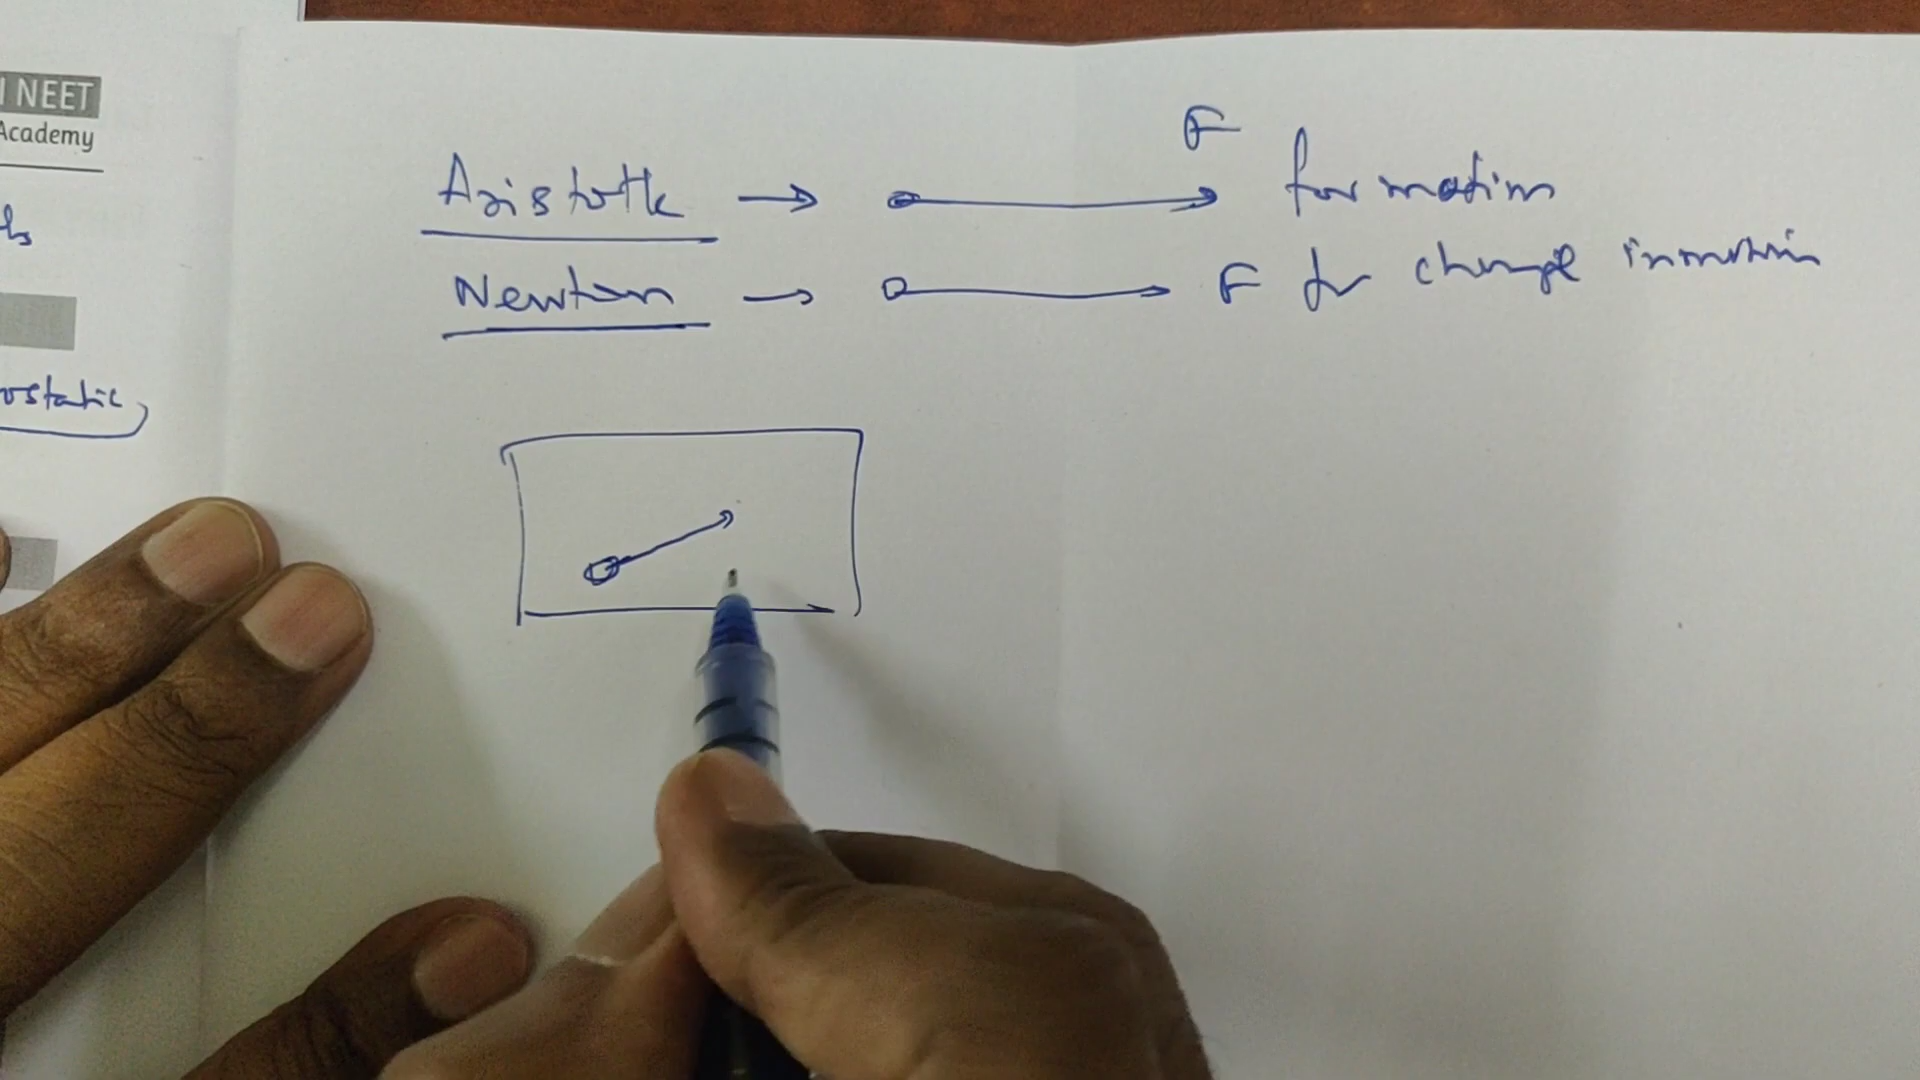 NEET
Academy
Aristotle → F for motion
Newton → F for change in motion
ostatic